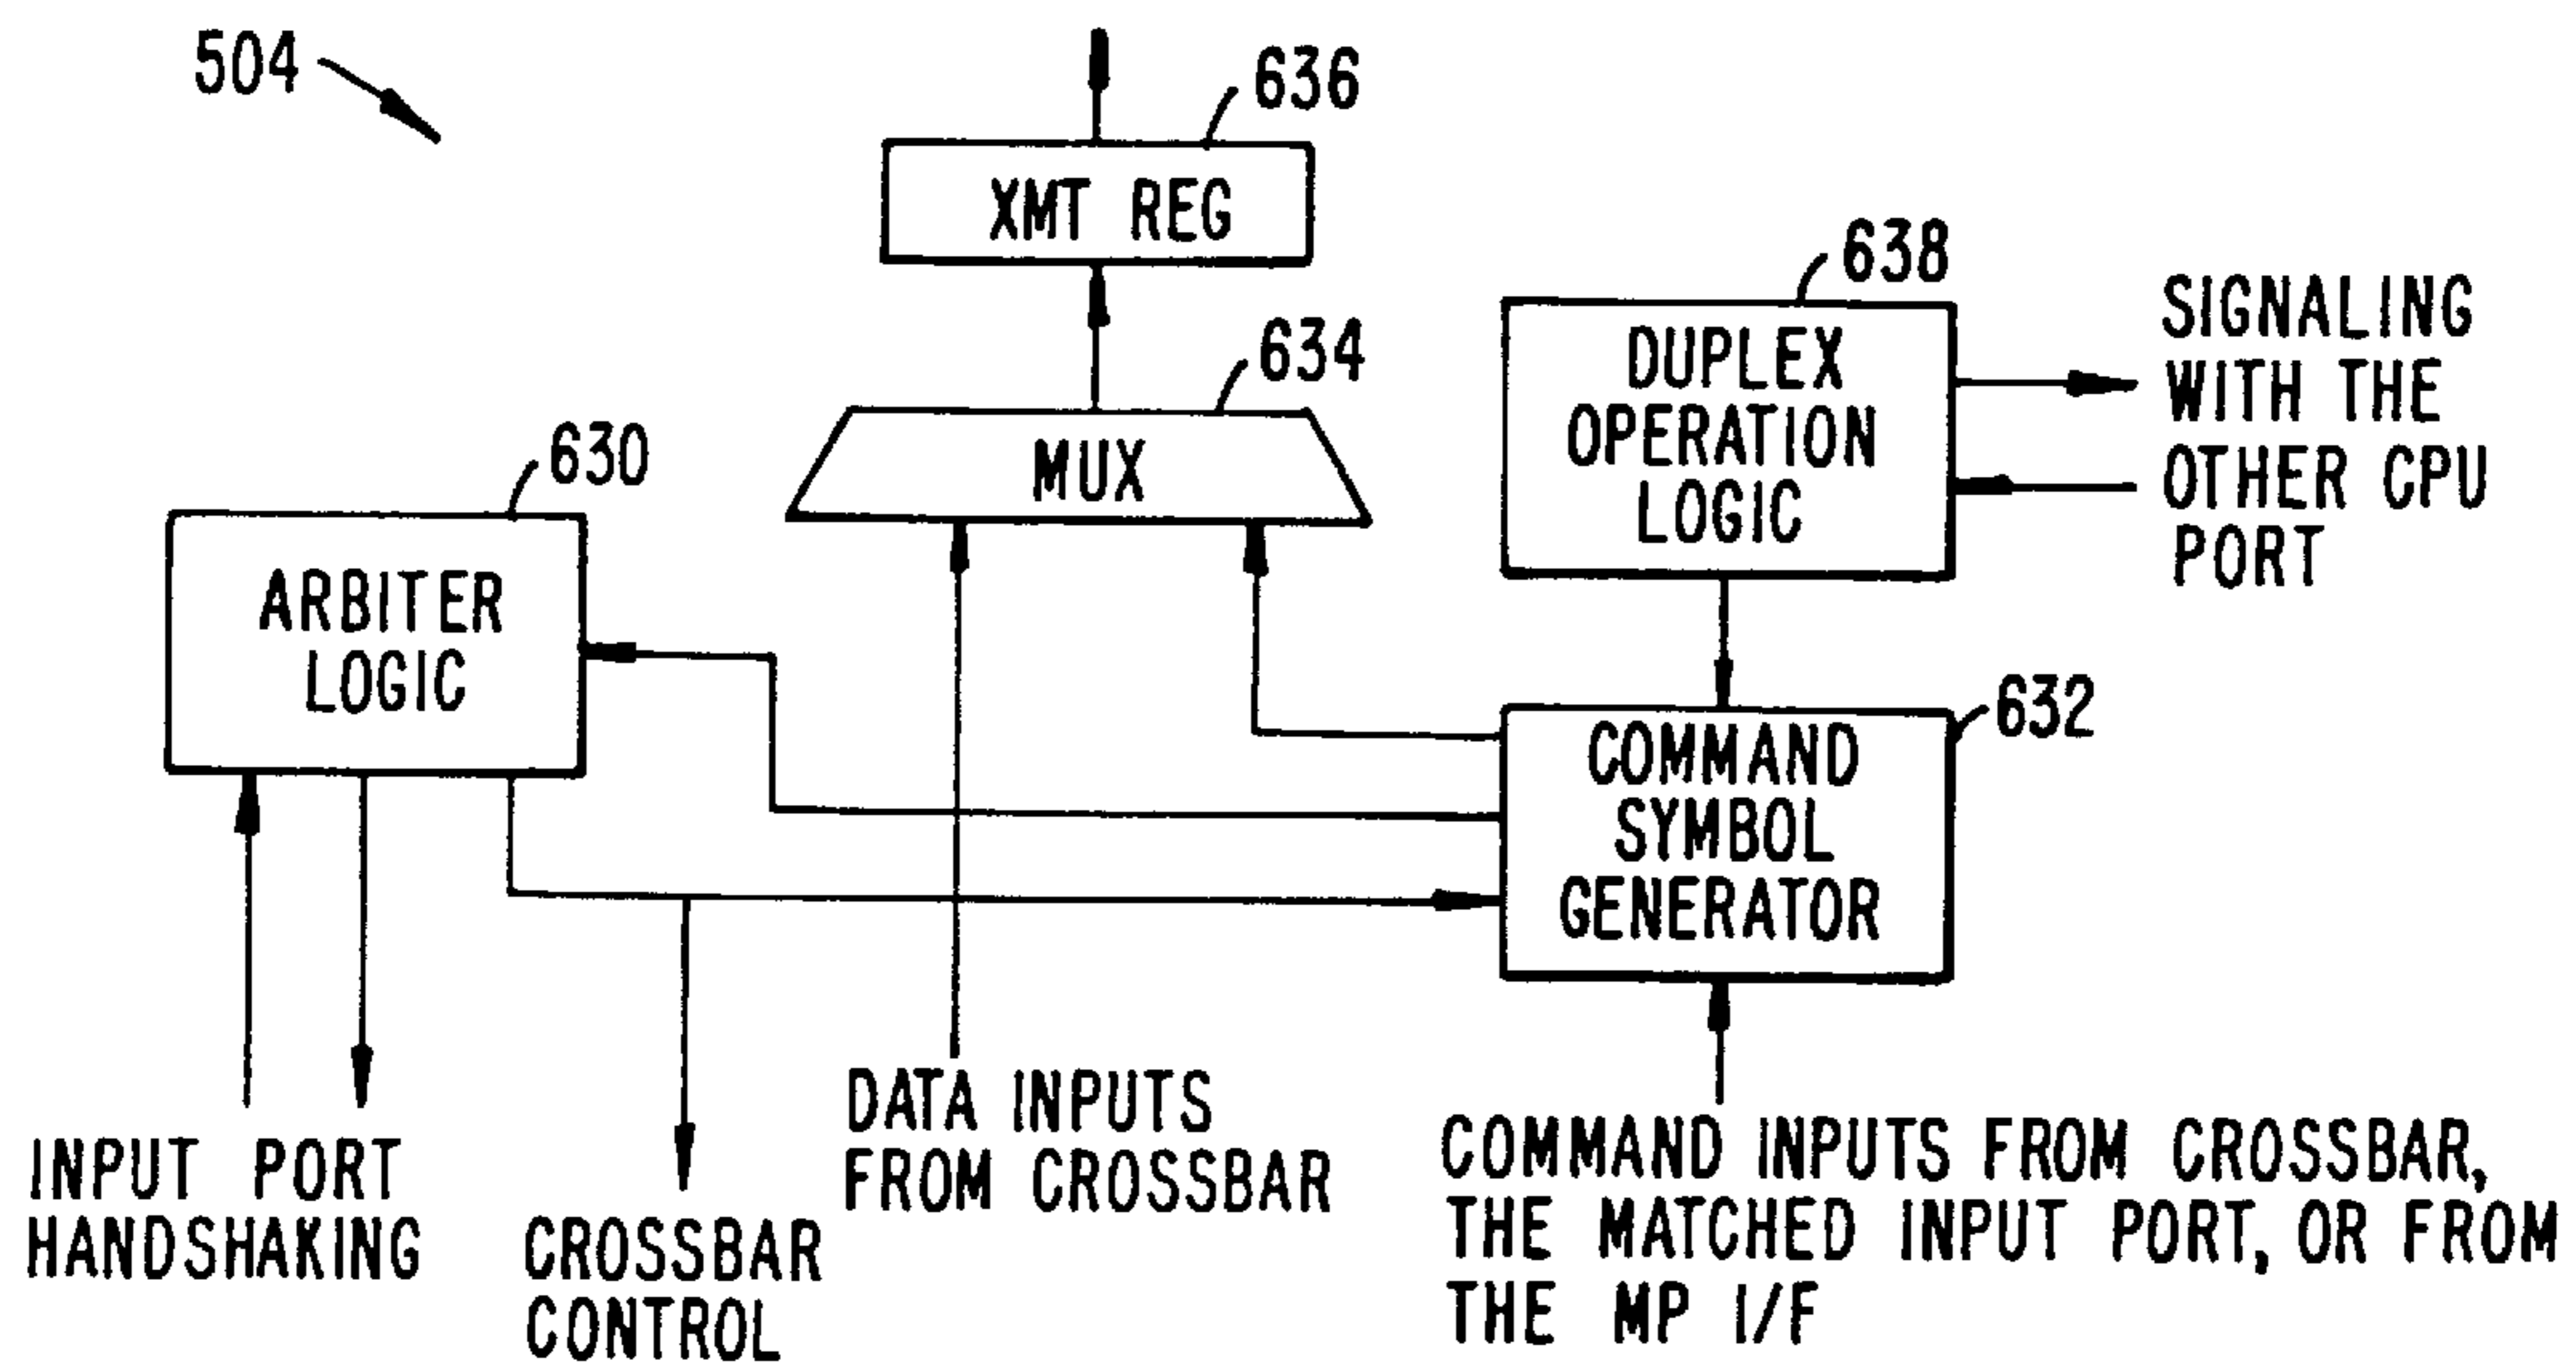 504
636
XMT REG
638
634
MUX
DUPLEX
OPERATION
LOGIC
SIGNALING
WITH THE
OTHER CPU
PORT
630
ARBITER
LOGIC
632
COMMAND
SYMBOL
GENERATOR
INPUT PORT
HANDSHAKING
CROSSBAR
CONTROL
DATA INPUTS
FROM CROSSBAR
COMMAND INPUTS FROM CROSSBAR,
THE MATCHED INPUT PORT, OR FROM
THE MP I/F